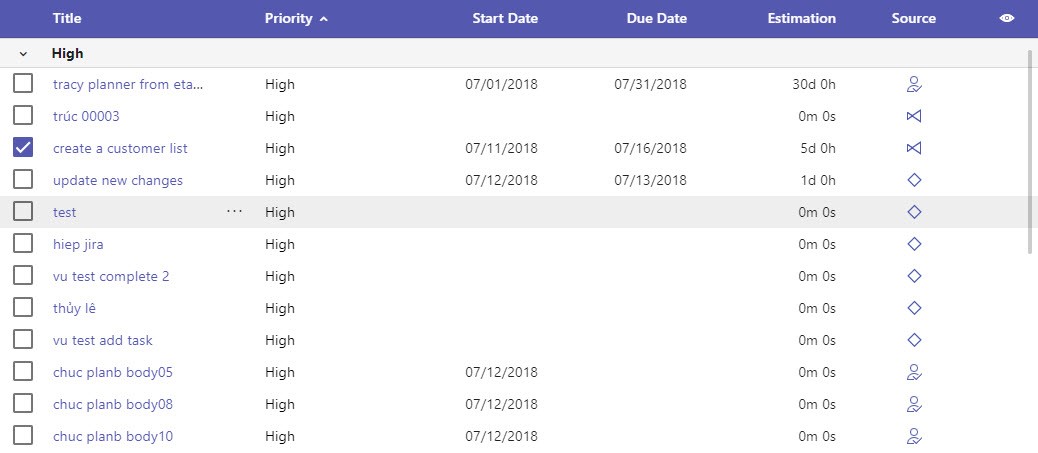 Title Priority Start Date Due Date Estimation Source
High
tracy planner from eta... High 07/01/2018 07/31/2018 30d 0h
trúc 00003 High 0m 0s
create a customer list High 07/11/2018 07/16/2018 5d 0h
update new changes High 07/12/2018 07/13/2018 1d 0h
test ... High 0m 0s
hiep jira High 0m 0s
vu test complete 2 High 0m 0s
thủy lê High 0m 0s
vu test add task High 0m 0s
chuc planb body05 High 07/12/2018 0m 0s
chuc planb body08 High 07/12/2018 0m 0s
chuc planb body10 High 07/12/2018 0m 0s